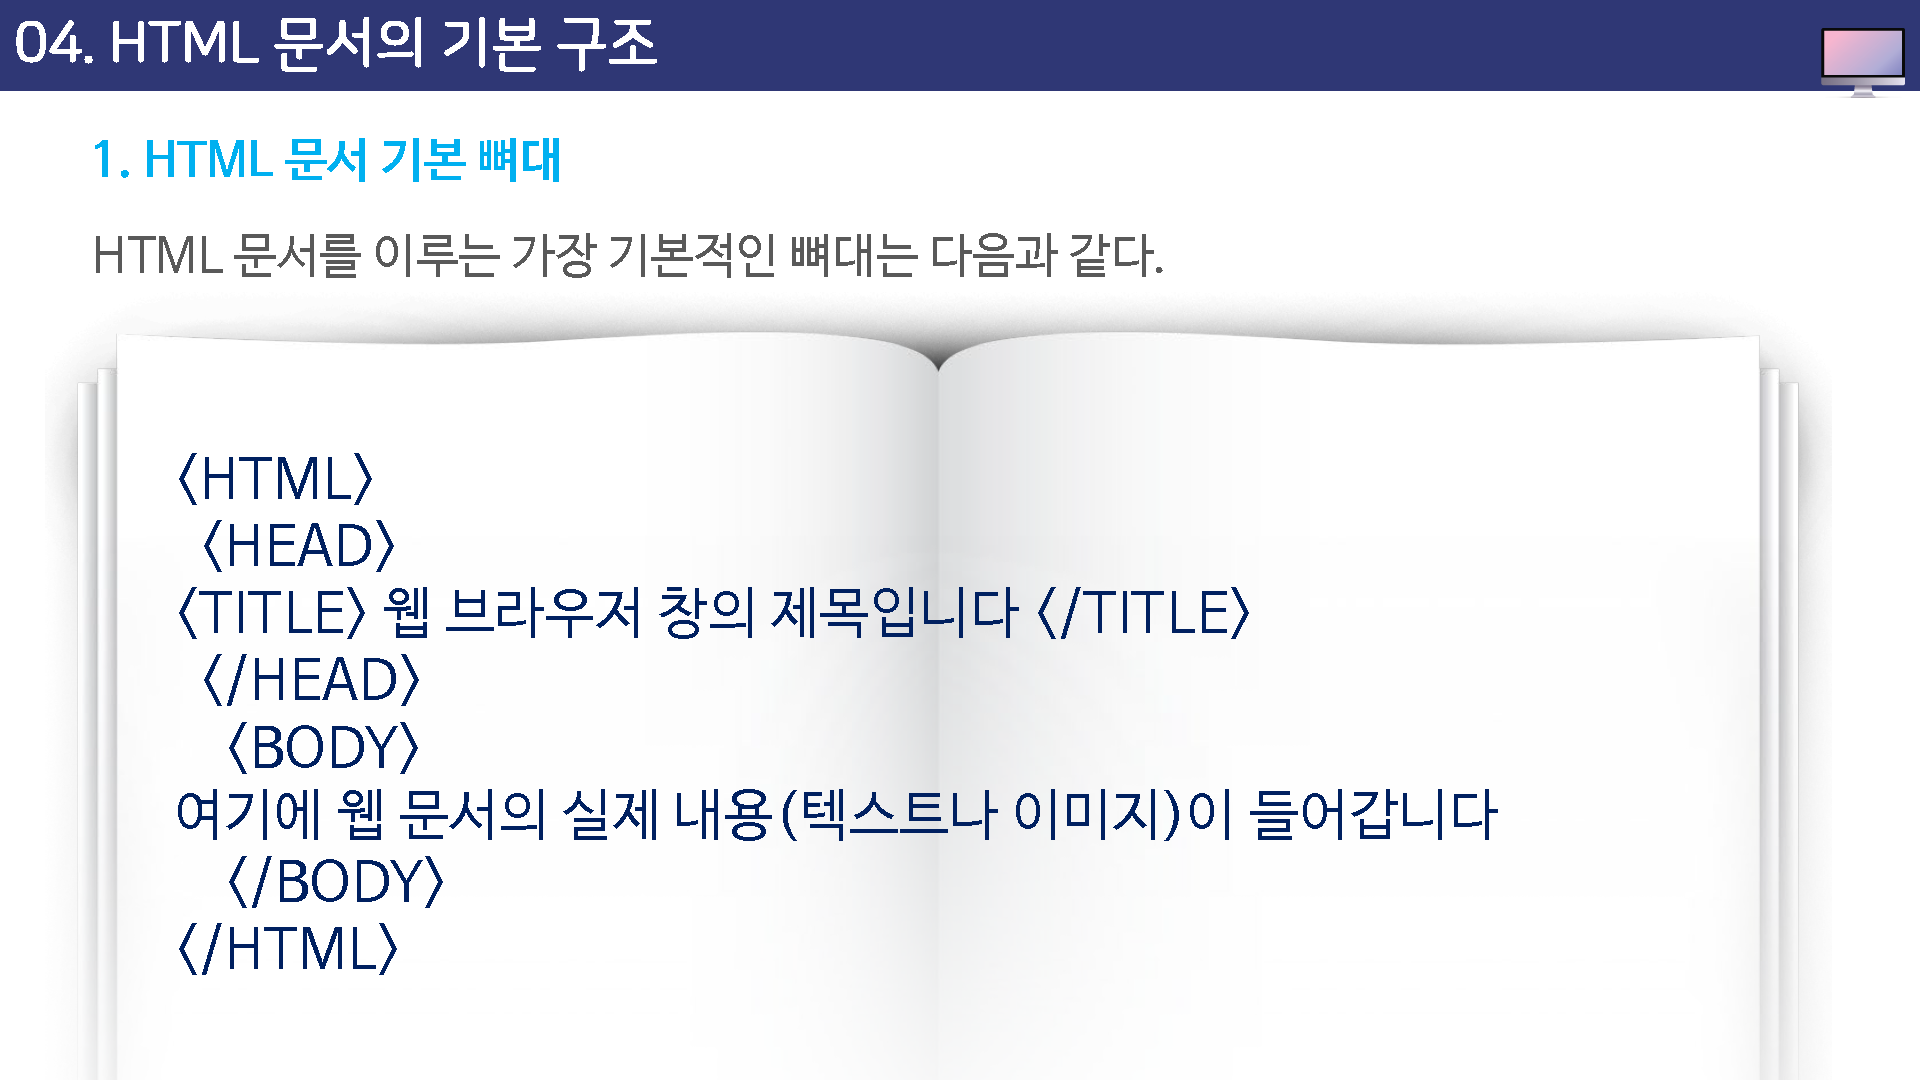 04. HTML 문서의 기본 구조
1. HTML 문서 기본 뼈대
HTML 문서를 이루는 가장 기본적인 뼈대는 다음과 같다.
<HTML>
<HEAD>
<TITLE> 웹 브라우저 창의 제목입니다 </TITLE>
</HEAD>
<BODY>
여기에 웹 문서의 실제 내용(텍스트나 이미지)이 들어갑니다
</BODY>
</HTML>